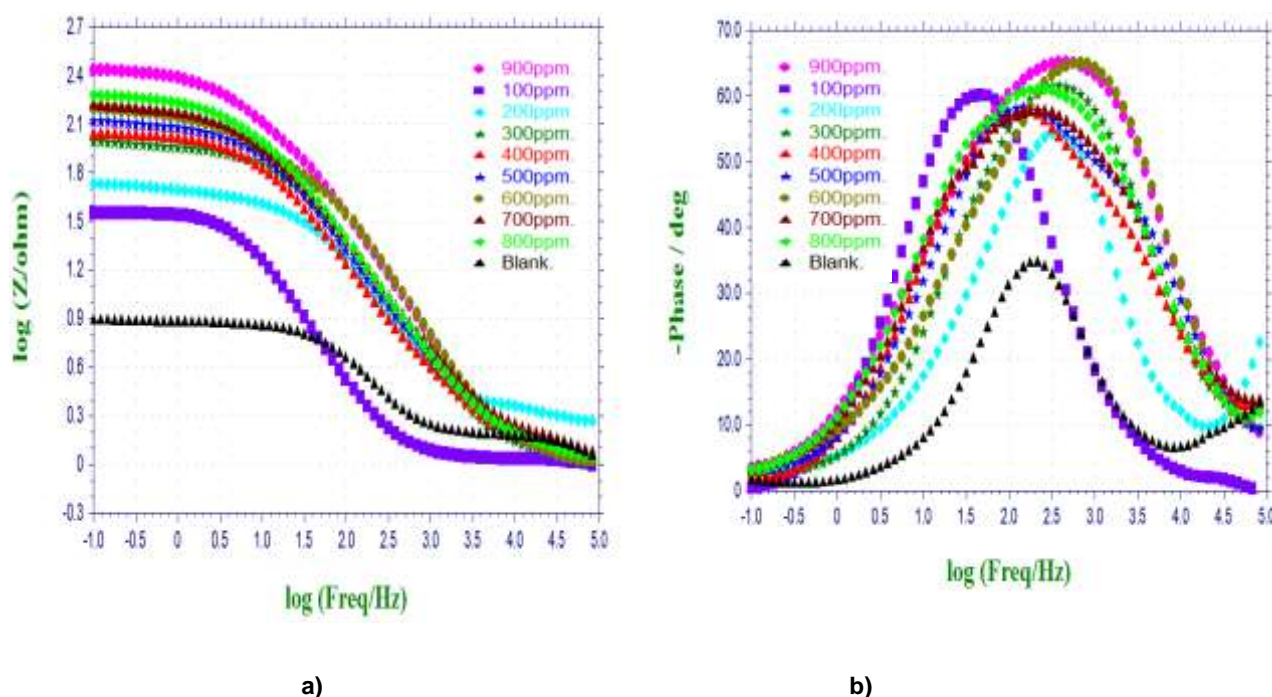 2.7
2.4
2.1
1.8
1.5
1.2
0.9
0.6
0.3
0
-0.3
log (Z/ohm)
900ppm.
100ppm.
200ppm.
300ppm.
400ppm.
500ppm.
600ppm.
700ppm.
800ppm.
Blank.
-1.0 -0.5 0 0.5 1.0 1.5 2.0 2.5 3.0 3.5 4.0 4.5 5.0
log (Freq/Hz)
a)
70.0
60.0
50.0
40.0
30.0
20.0
10.0
0
-Phase / deg
900ppm.
100ppm.
200ppm.
300ppm.
400ppm.
500ppm.
600ppm.
700ppm.
800ppm.
Blank.
-1.0 -0.5 0 0.5 1.0 1.5 2.0 2.5 3.0 3.5 4.0 4.5 5.0
log (Freq/Hz)
b)